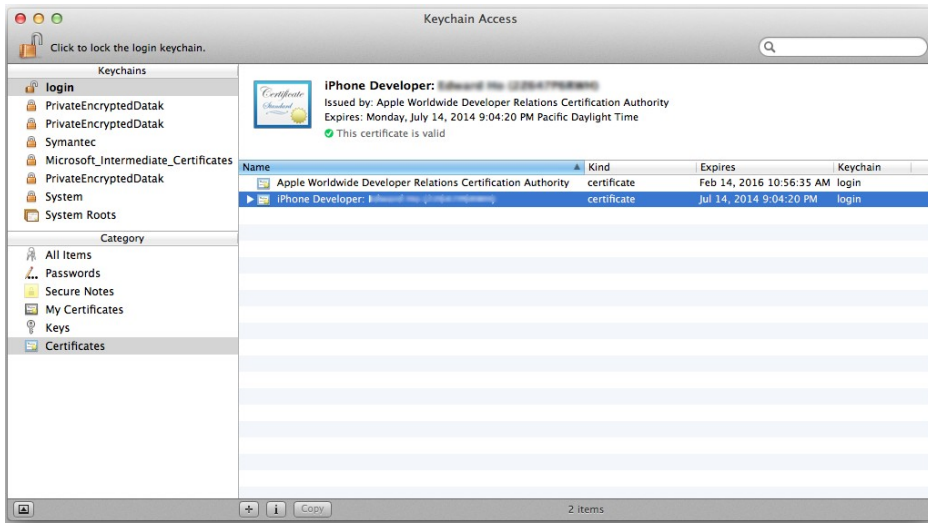 Keychain Access
Click to lock the login keychain.
Keychains
login
PrivateEncryptedDatak
PrivateEncryptedDatak
Symantec
Microsoft_Intermediate_Certificates
PrivateEncryptedDatak
System
System Roots
Category
All Items
Passwords
Secure Notes
My Certificates
Keys
Certificates
Certificate
Standard
iPhone Developer:
Issued by: Apple Worldwide Developer Relations Certification Authority
Expires: Monday, July 14, 2014 9:04:20 PM Pacific Daylight Time
This certificate is valid
Name Kind Expires Keychain
Apple Worldwide Developer Relations Certification Authority certificate Feb 14, 2016 10:56:35 AM login
iPhone Developer: certificate Jul 14, 2014 9:04:20 PM login
Copy
2 items